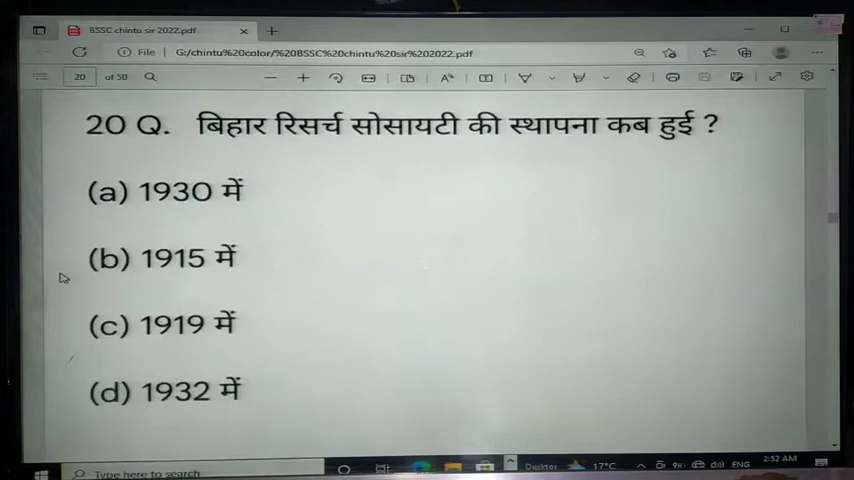 BSSC chintu sir 2022.pdf
File G:/chintu%20color/%20BSSC%20chintu%20sir%202022.pdf
20 of 50
20 Q. बिहार रिसर्च सोसायटी की स्थापना कब हुई ?
(a) 1930 में
(b) 1915 में
(c) 1919 में
(d) 1932 में
Type here to search
Desktop 17°C ENG 2:52 AM